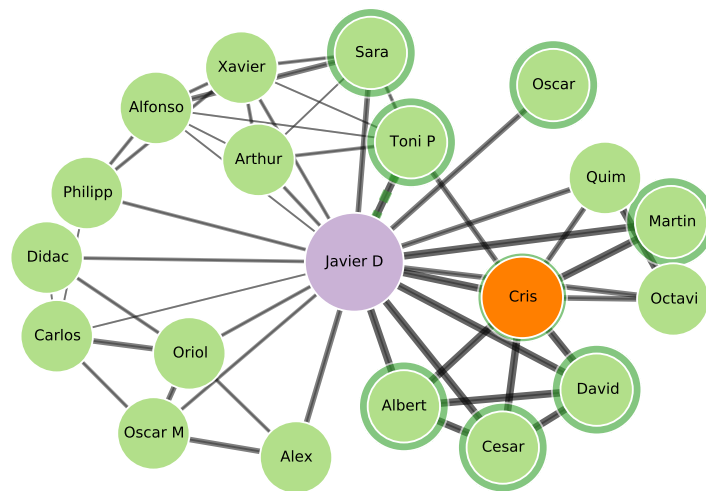 Sara
Xavier
Oscar
Alfonso
Toni P
Arthur
Quim
Philipp
Martin
Didac
Javier D
Cris
Octavi
Carlos
Oriol
David
Albert
Oscar M
Cesar
Alex